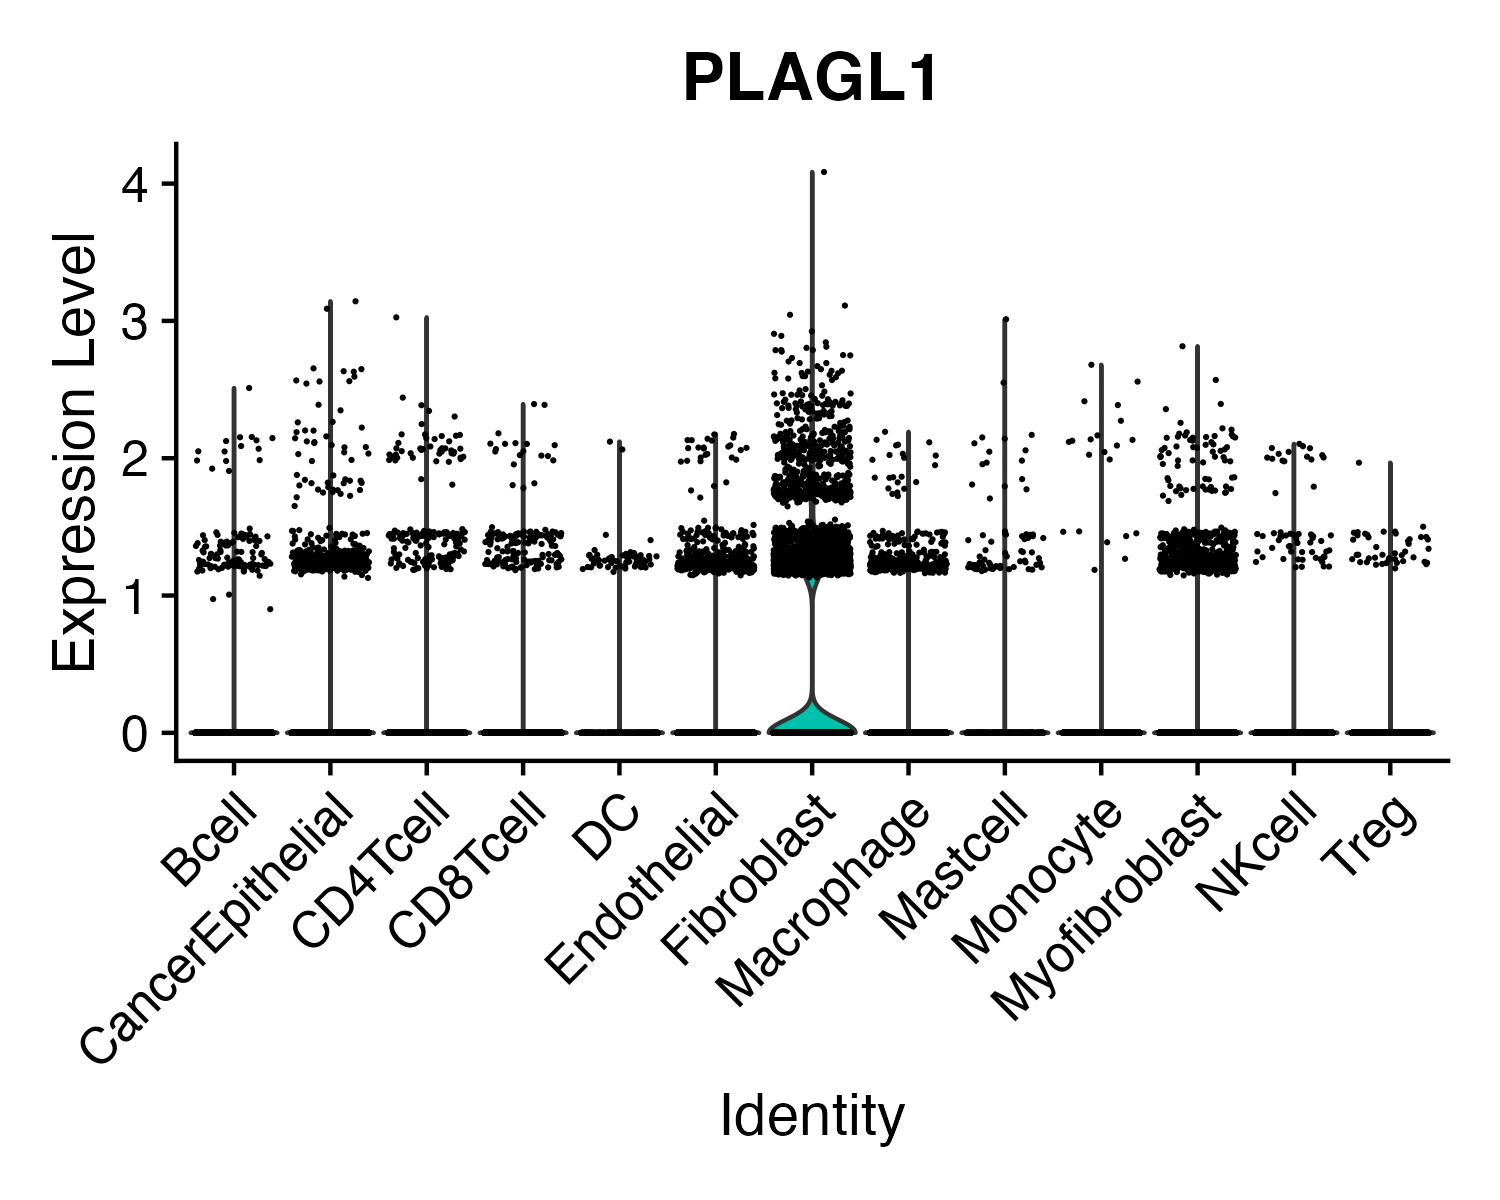 PLAGL1
Expression Level
4
3
2
1
0
Bcell
CancerEpithelial
CD4Tcell
CD8Tcell
DC
Endothelial
Fibroblast
Macrophage
Mastcell
Monocyte
Myofibroblast
NKcell
Treg
Identity